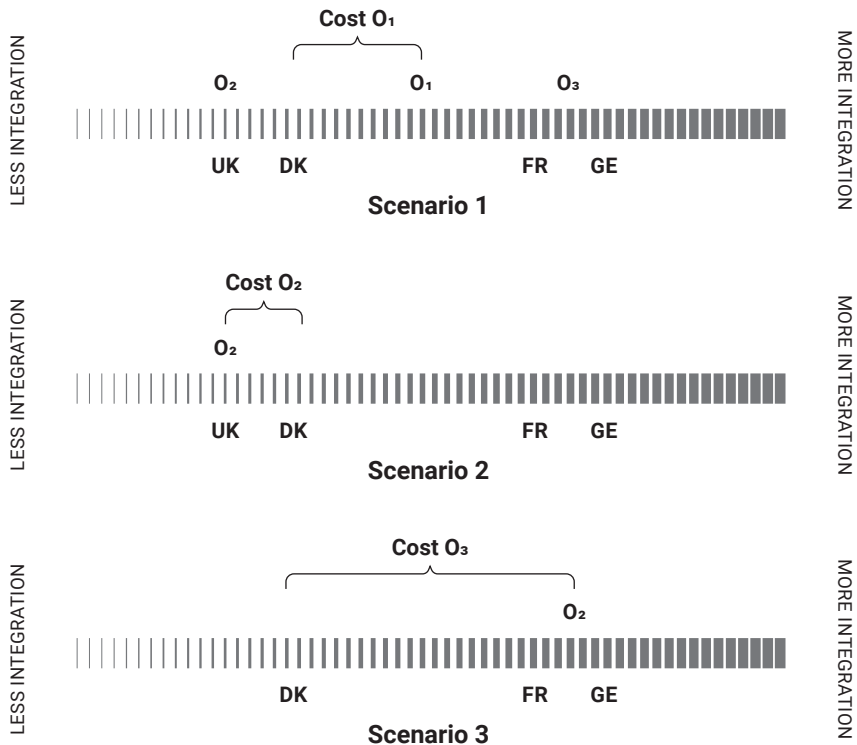 Cost O₁
O₂ O₁ O₃
LESS INTEGRATION
MORE INTEGRATION
UK DK FR GE
Scenario 1
Cost O₂
O₂
LESS INTEGRATION
MORE INTEGRATION
UK DK FR GE
Scenario 2
Cost O₃
O₂
LESS INTEGRATION
MORE INTEGRATION
DK FR GE
Scenario 3